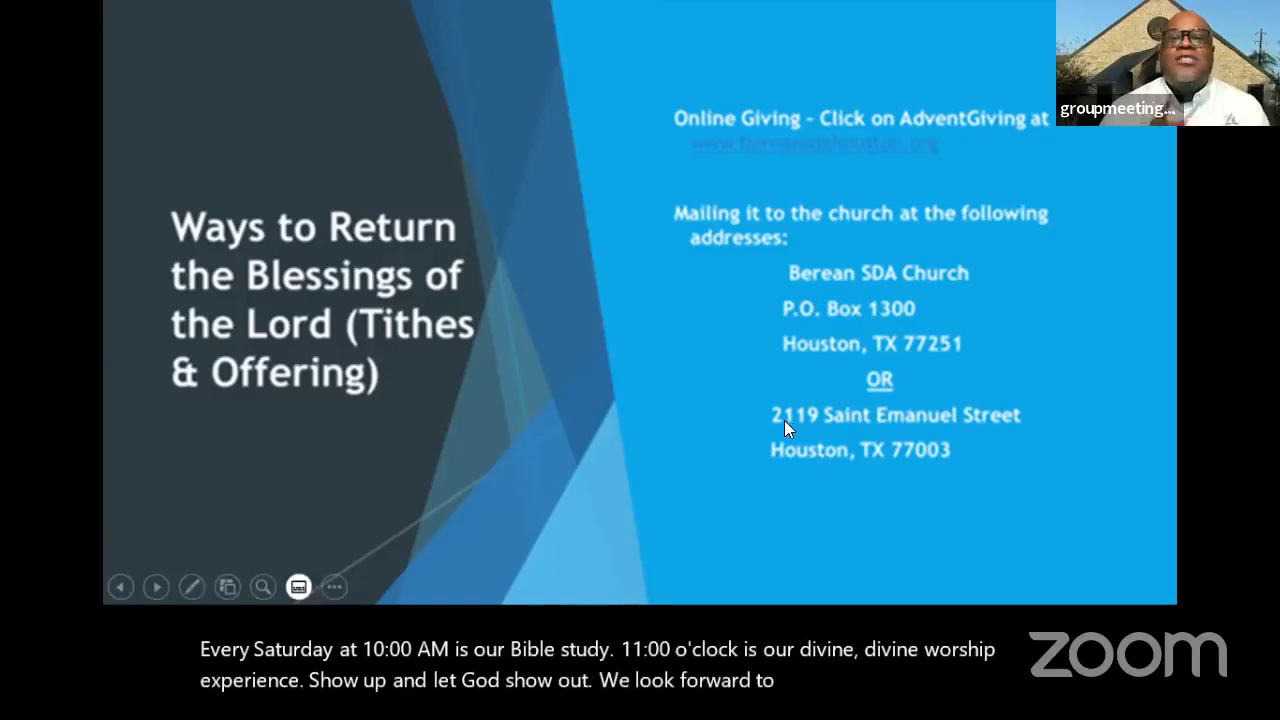 Ways to Return
the Blessings of
the Lord (Tithes
& Offering)
Online Giving – Click on AdventGiving at
www.bereansdahouston.org
Mailing it to the church at the following
addresses:
Berean SDA Church
P.O. Box 1300
Houston, TX 77251
OR
2119 Saint Emanuel Street
Houston, TX 77003
groupmeeting...
Every Saturday at 10:00 AM is our Bible study. 11:00 o'clock is our divine, divine worship
experience. Show up and let God show out. We look forward to
zoom